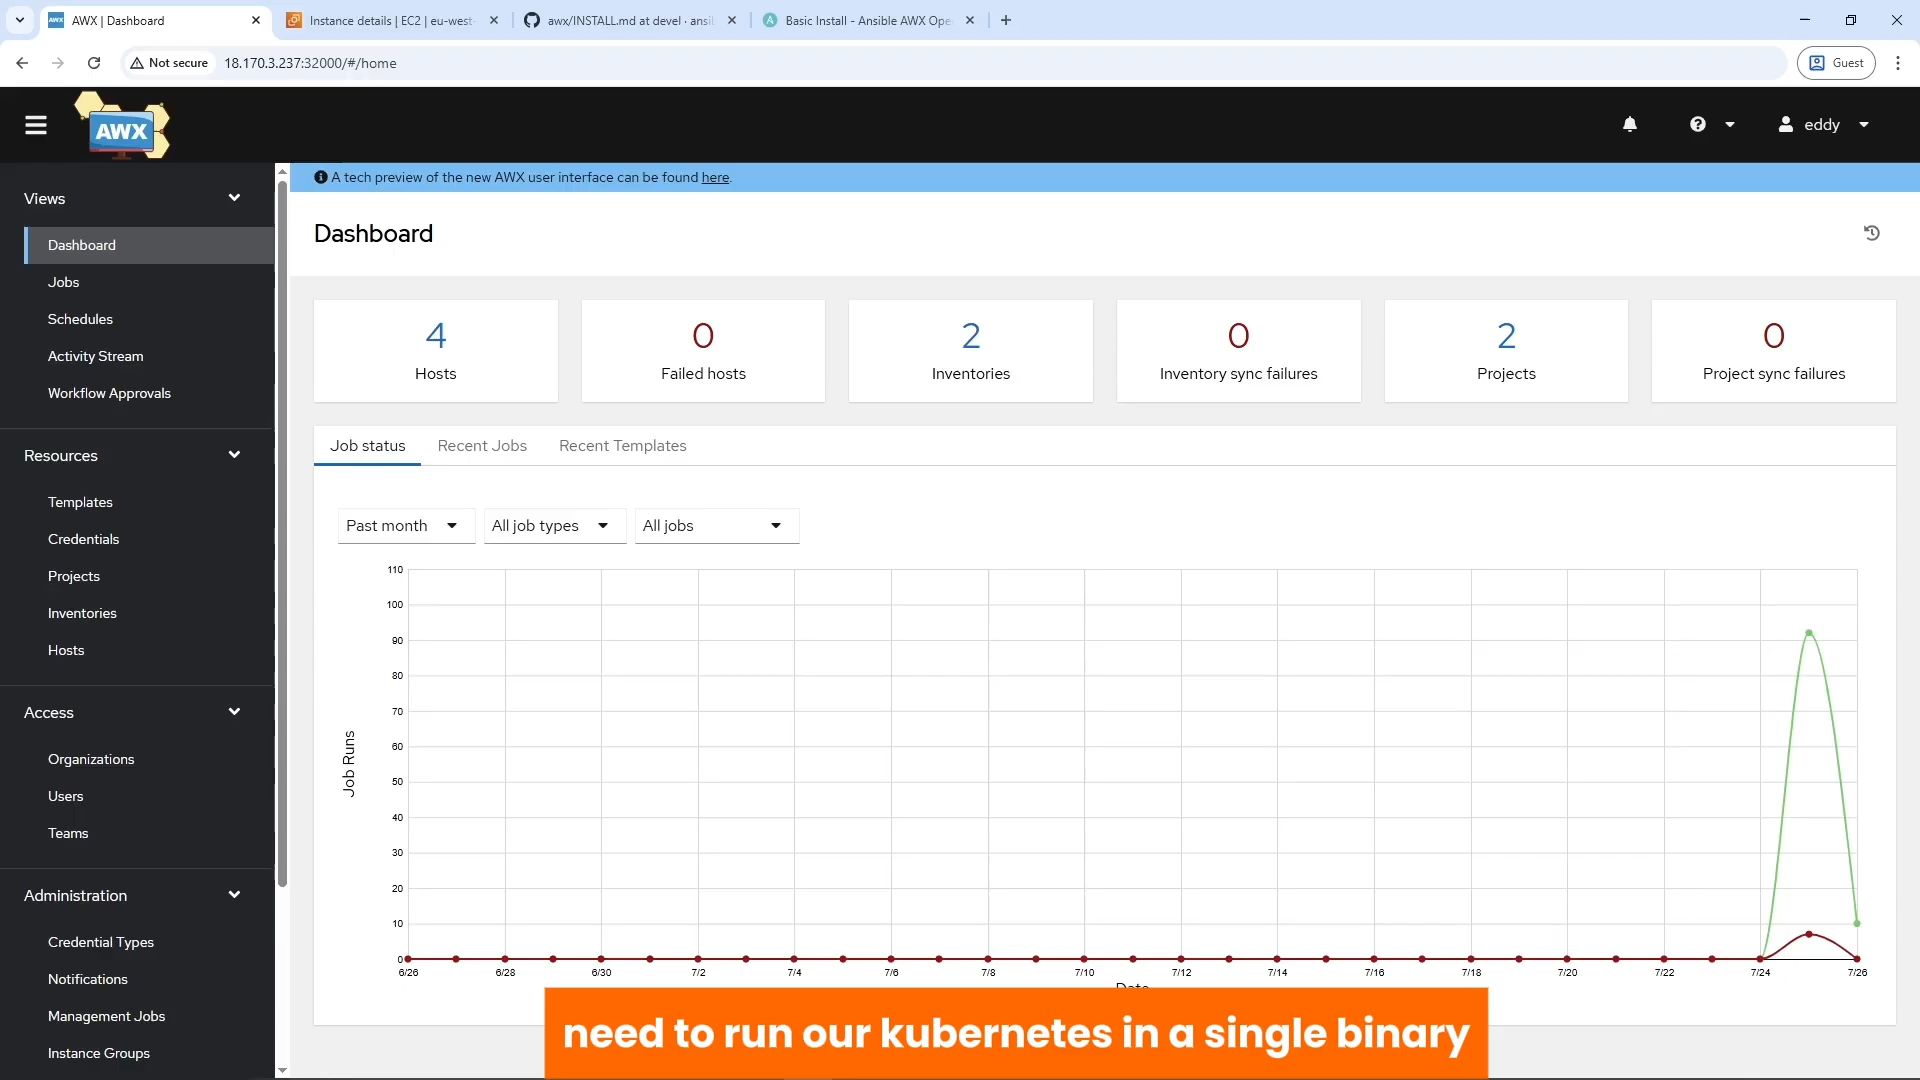 AWX | Dashboard
Instance details | EC2 | eu-west-
awx/INSTALL.md at devel · ansi
Basic Install - Ansible AWX Ope
Not secure
18.170.3.237:32000/#/home
Guest
AWX
eddy
A tech preview of the new AWX user interface can be found here.
Views
Dashboard
Jobs
Schedules
Activity Stream
Workflow Approvals
Resources
Templates
Credentials
Projects
Inventories
Hosts
Access
Organizations
Users
Teams
Administration
Credential Types
Notifications
Management Jobs
Instance Groups
Dashboard
4
Hosts
0
Failed hosts
2
Inventories
0
Inventory sync failures
2
Projects
0
Project sync failures
Job status
Recent Jobs
Recent Templates
Past month
All job types
All jobs
Job Runs
110
100
90
80
70
60
50
40
30
20
10
0
6/26 6/28 6/30 7/2 7/4 7/6 7/8 7/10 7/12 7/14 7/16 7/18 7/20 7/22 7/24 7/26
Date
need to run our kubernetes in a single binary